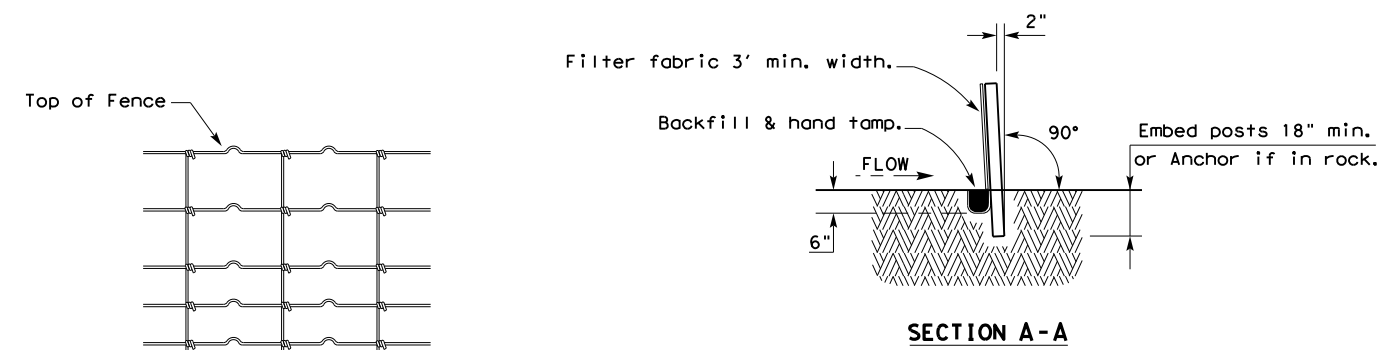 2"
Filter fabric 3' min. width.
Top of Fence
Backfill & hand tamp.
90°
Embed posts 18" min.
or Anchor if in rock.
FLOW
6"
SECTION A-A